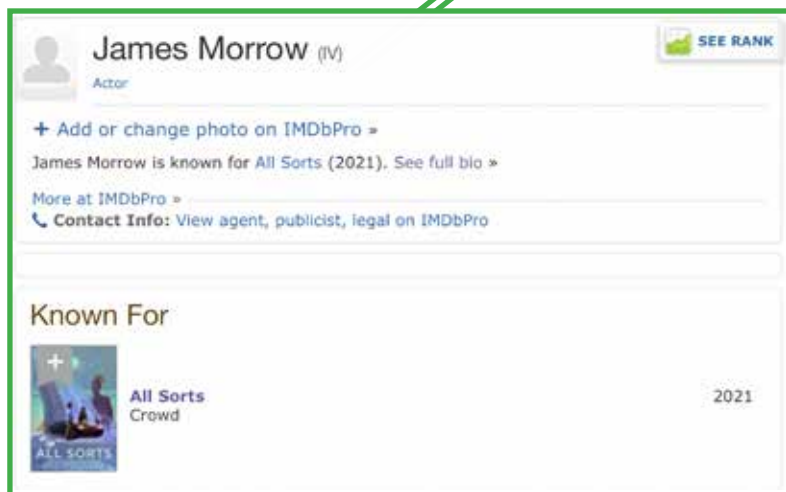 James Morrow (IV)
SEE RANK
Actor
+ Add or change photo on IMDbPro »
James Morrow is known for All Sorts (2021). See full bio »
More at IMDbPro »
Contact Info: View agent, publicist, legal on IMDbPro
Known For
+
All Sorts
2021
Crowd
ALL SORTS